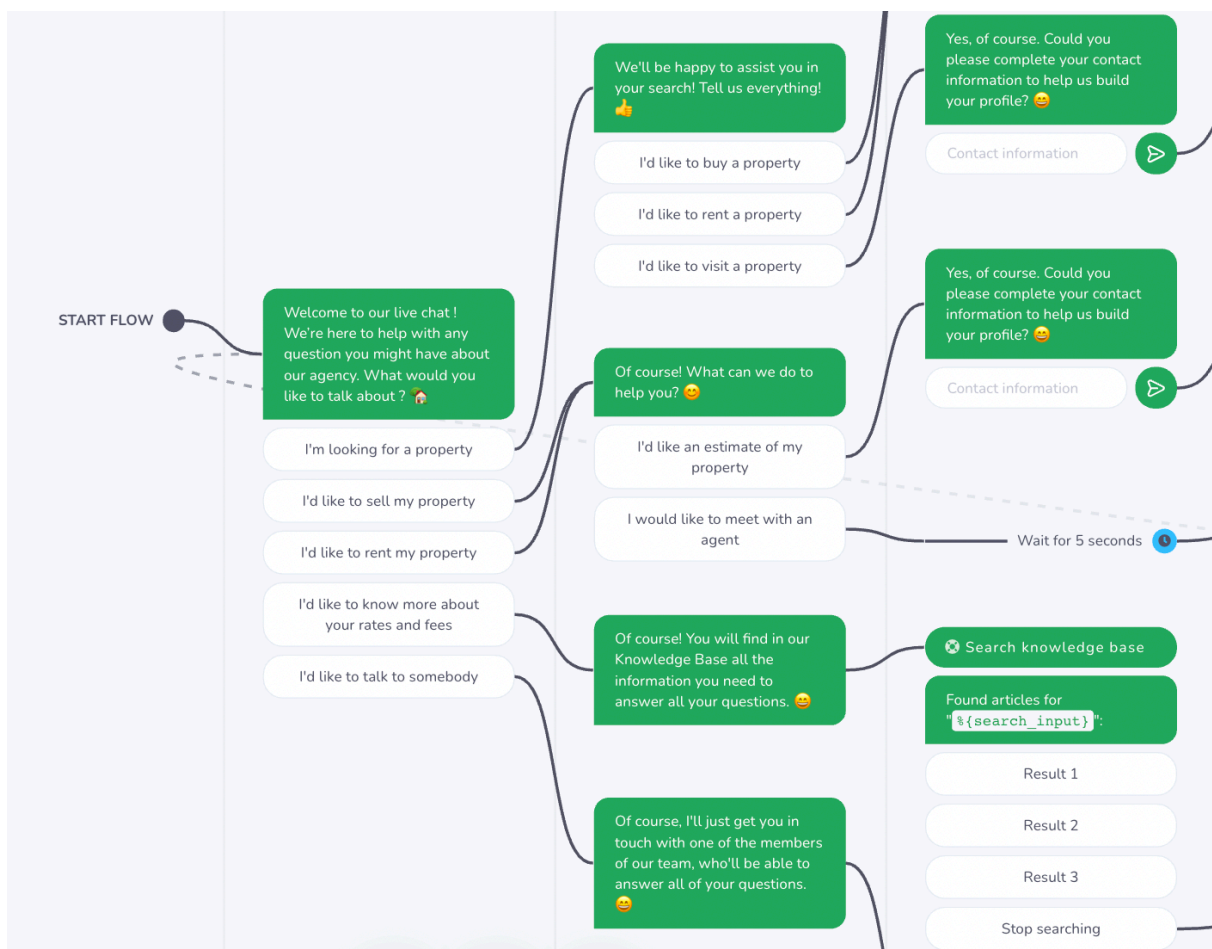 START FLOW
Welcome to our live chat !
We're here to help with any
question you might have about
our agency. What would you
like to talk about ? 🏡
I'm looking for a property
I'd like to sell my property
I'd like to rent my property
I'd like to know more about
your rates and fees
I'd like to talk to somebody
We'll be happy to assist you in
your search! Tell us everything!
👍
I'd like to buy a property
I'd like to rent a property
I'd like to visit a property
Of course! What can we do to
help you? 😊
I'd like an estimate of my
property
I would like to meet with an
agent
Of course! You will find in our
Knowledge Base all the
information you need to
answer all your questions. 😄
Of course, I'll just get you in
touch with one of the members
of our team, who'll be able to
answer all of your questions.
😄
Yes, of course. Could you
please complete your contact
information to help us build
your profile? 😄
Contact information
Yes, of course. Could you
please complete your contact
information to help us build
your profile? 😄
Contact information
Wait for 5 seconds
Search knowledge base
Found articles for
"%{search_input}":
Result 1
Result 2
Result 3
Stop searching